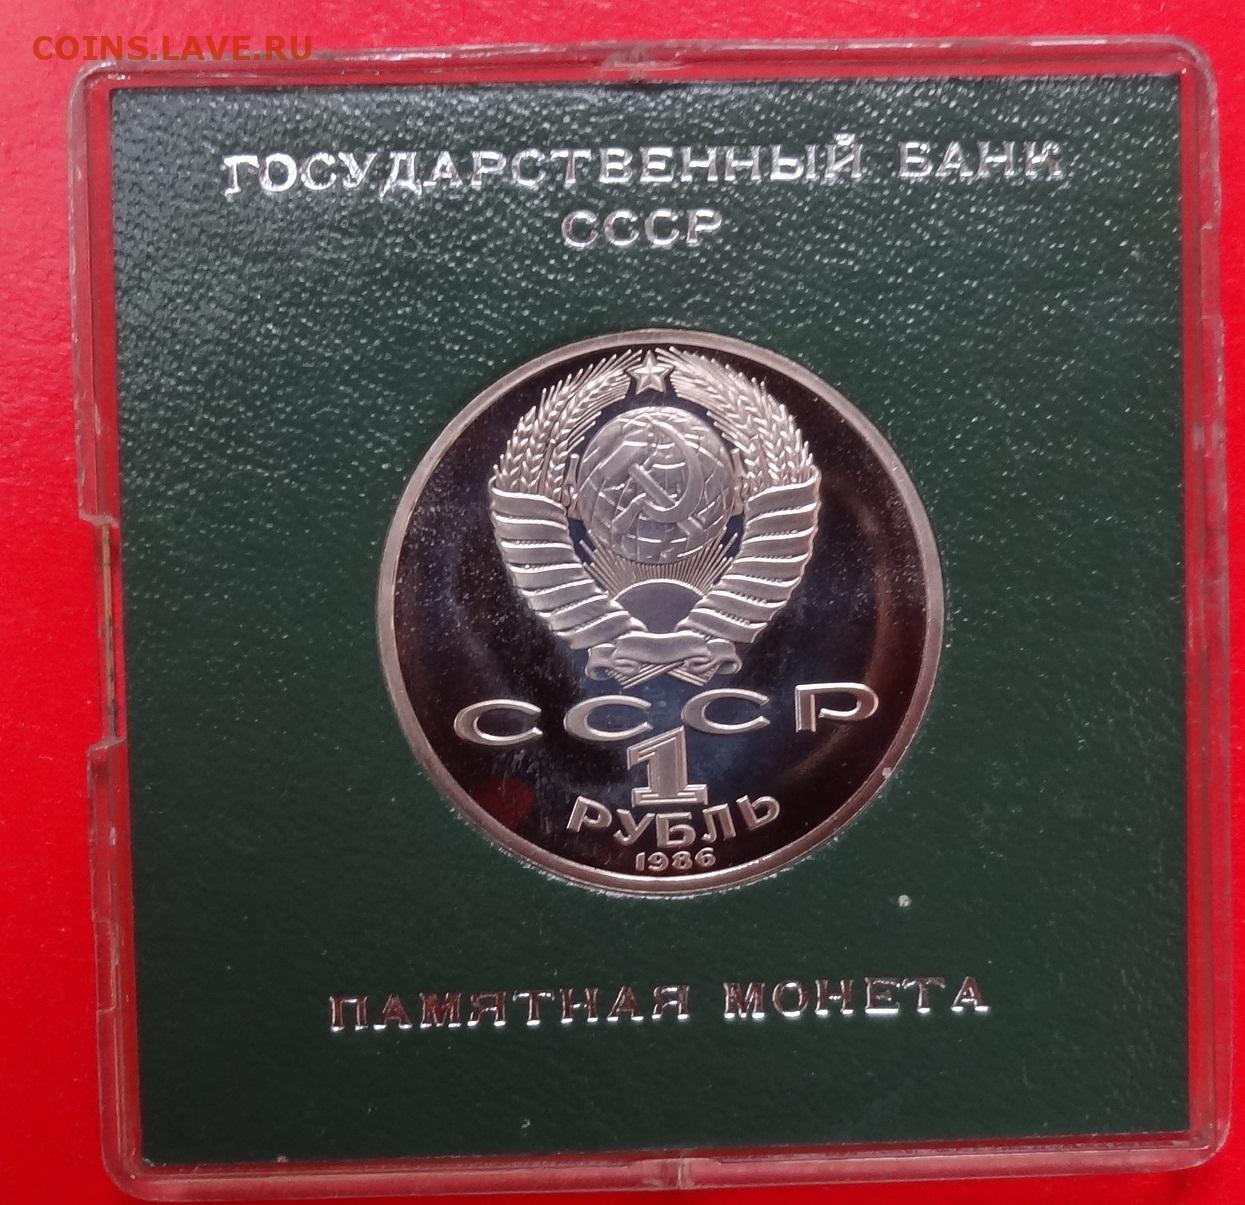 COINS.LAVE.RU
ГОСУДАРСТВЕННЫЙ БАНК
СССР
СССР
1
РУБЛЬ
1986
ПАМЯТНАЯ МОНЕТА